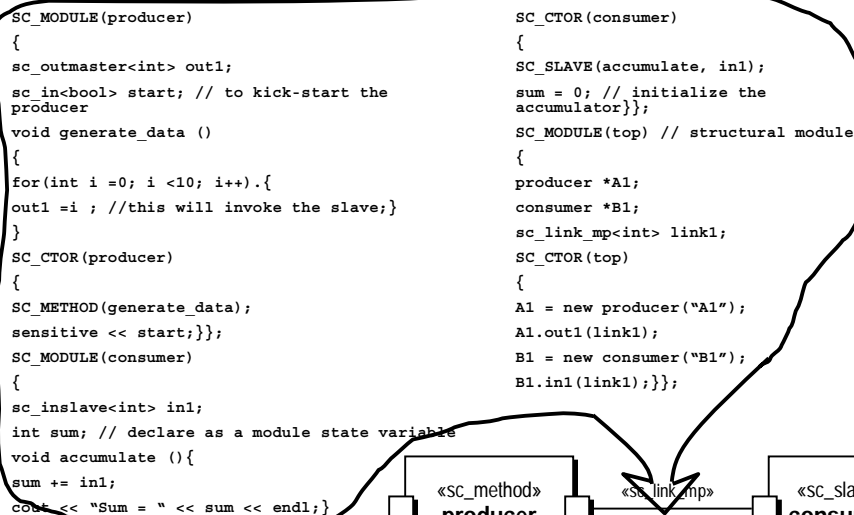 SC_MODULE(producer)
{
sc_outmaster<int> out1;
sc_in<bool> start; // to kick-start the
producer
void generate_data ()
{
for(int i =0; i <10; i++).{
out1 =i ; //this will invoke the slave;}
}
SC_CTOR(producer)
{
SC_METHOD(generate_data);
sensitive << start;}};
SC_MODULE(consumer)
{
sc_inslave<int> in1;
int sum; // declare as a module state variable
void accumulate (){
sum += in1;
cout << "Sum = " << sum << endl;}
SC_CTOR(consumer)
{
SC_SLAVE(accumulate, in1);
sum = 0; // initialize the
accumulator}};
SC_MODULE(top) // structural module
{
producer *A1;
consumer *B1;
sc_link_mp<int> link1;
SC_CTOR(top)
{
A1 = new producer(“A1”);
A1.out1(link1);
B1 = new consumer(“B1”);
B1.in1(link1);}};
«sc_method»
producer
«sc_link_mp»